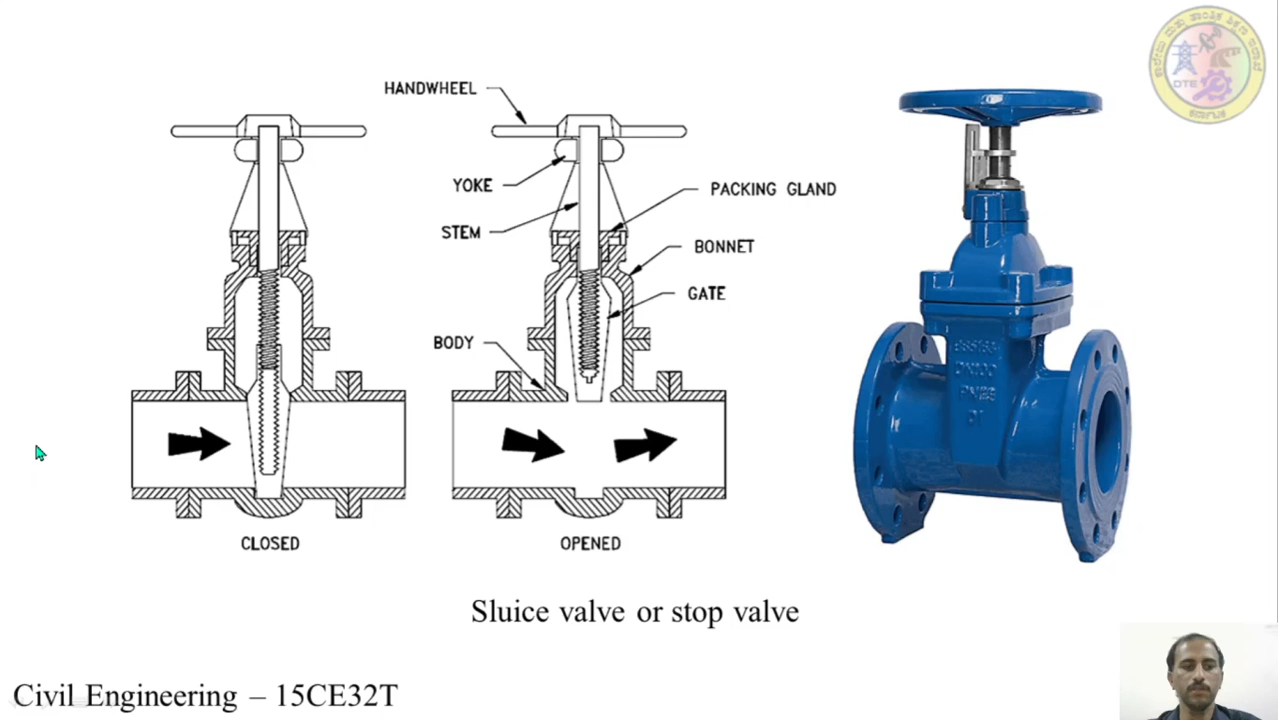 HANDWHEEL
YOKE
PACKING GLAND
STEM
BONNET
GATE
BODY
CLOSED
OPENED
DN100
DTE
Sluice valve or stop valve
Civil Engineering – 15CE32T